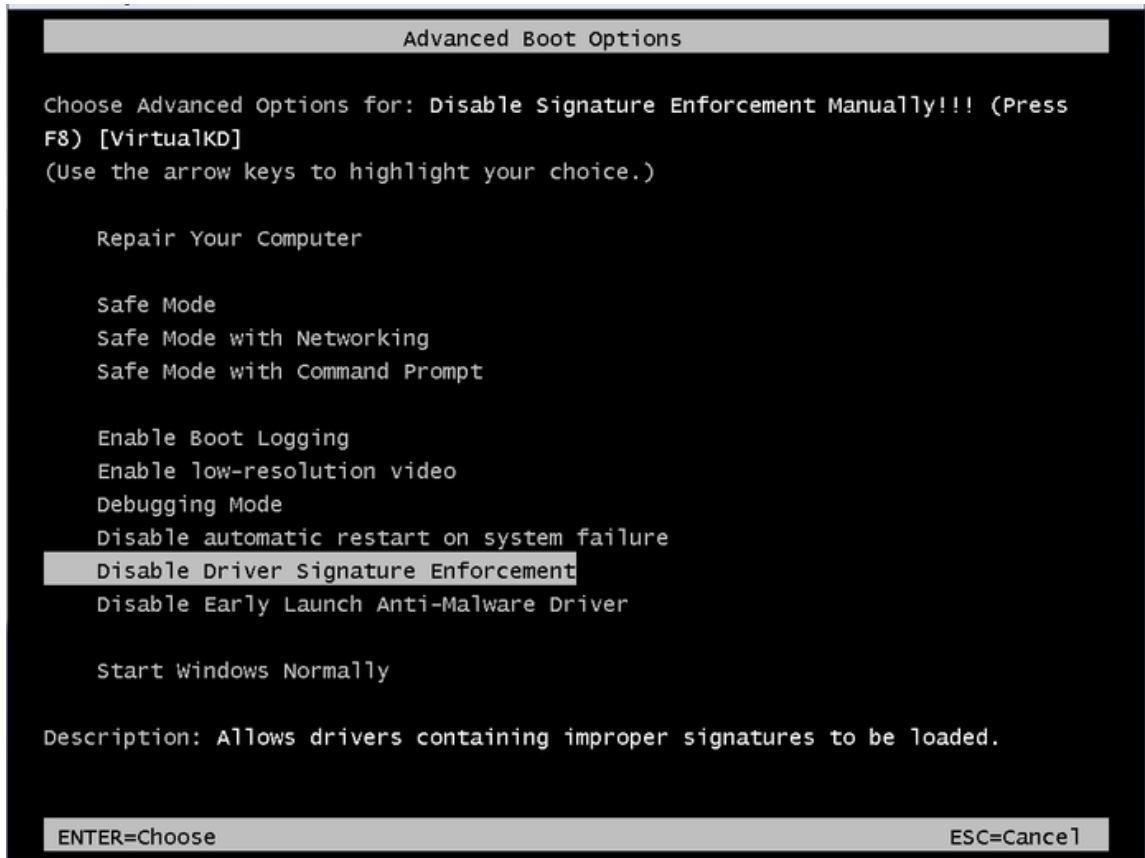 Advanced Boot Options
Choose Advanced Options for: Disable Signature Enforcement Manually!!! (Press
F8) [VirtualKD]
(Use the arrow keys to highlight your choice.)
Repair Your Computer
Safe Mode
Safe Mode with Networking
Safe Mode with Command Prompt
Enable Boot Logging
Enable low-resolution video
Debugging Mode
Disable automatic restart on system failure
Disable Driver Signature Enforcement
Disable Early Launch Anti-Malware Driver
Start Windows Normally
Description: Allows drivers containing improper signatures to be loaded.
ENTER=Choose ESC=Cancel